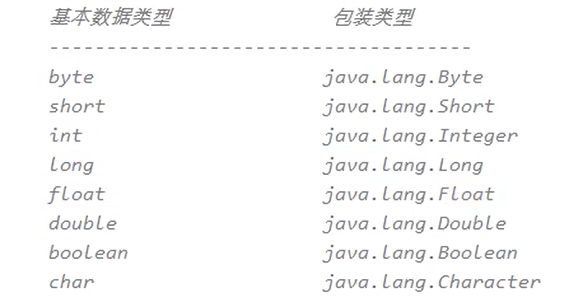 基本数据类型 包装类型
-------------------------------------
byte java.lang.Byte
short java.lang.Short
int java.lang.Integer
long java.lang.Long
float java.lang.Float
double java.lang.Double
boolean java.lang.Boolean
char java.lang.Character